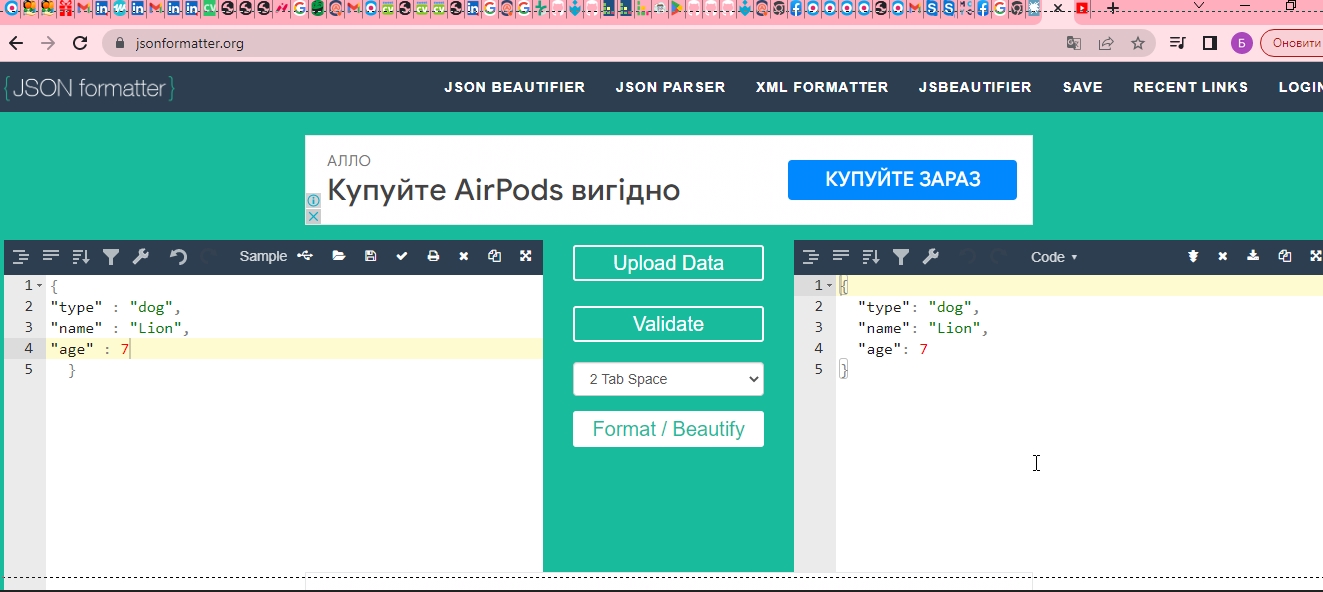 jsonformatter.org
Б
Оновити
{JSON formatter}
JSON BEAUTIFIER
JSON PARSER
XML FORMATTER
JSBEAUTIFIER
SAVE
RECENT LINKS
LOGIN
АЛЛО
Купуйте AirPods вигідно
КУПУЙТЕ ЗАРАЗ
Sample
1 {
2 "type" : "dog",
3 "name" : "Lion",
4 "age" : 7
5 }
Upload Data
Validate
2 Tab Space
Format / Beautify
Code
1 {
2 "type": "dog",
3 "name": "Lion",
4 "age": 7
5 }